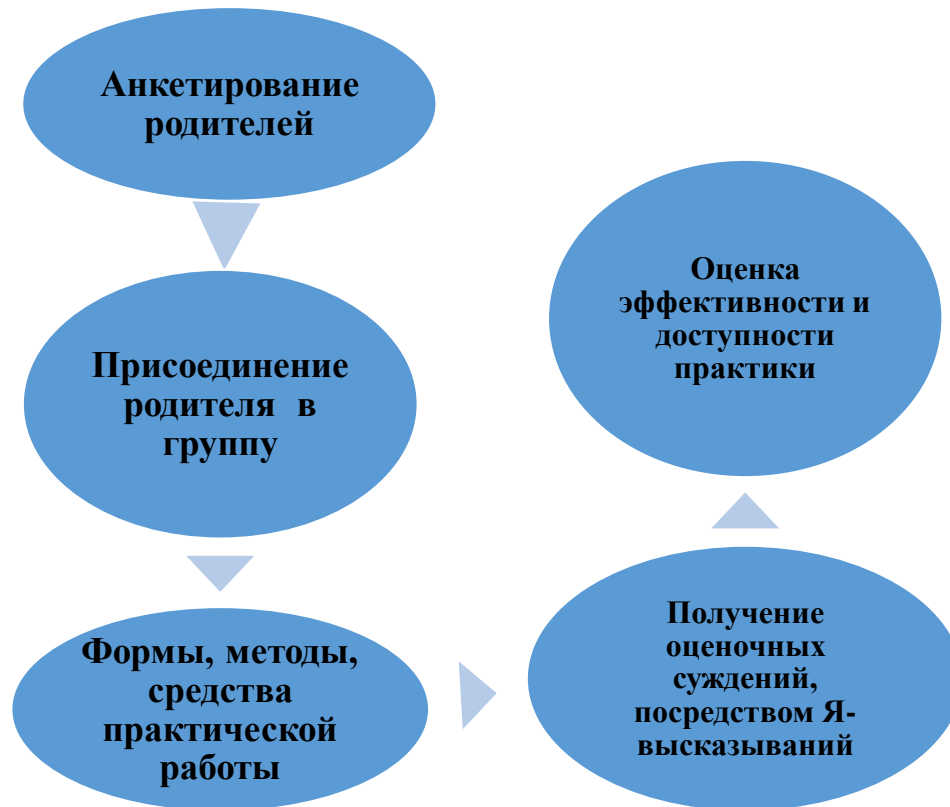 Анкетирование
родителей
Присоединение
родителя в
группу
Формы, методы,
средства
практической
работы
Получение
оценочных
суждений,
посредством Я-
высказываний
Оценка
эффективности и
доступности
практики